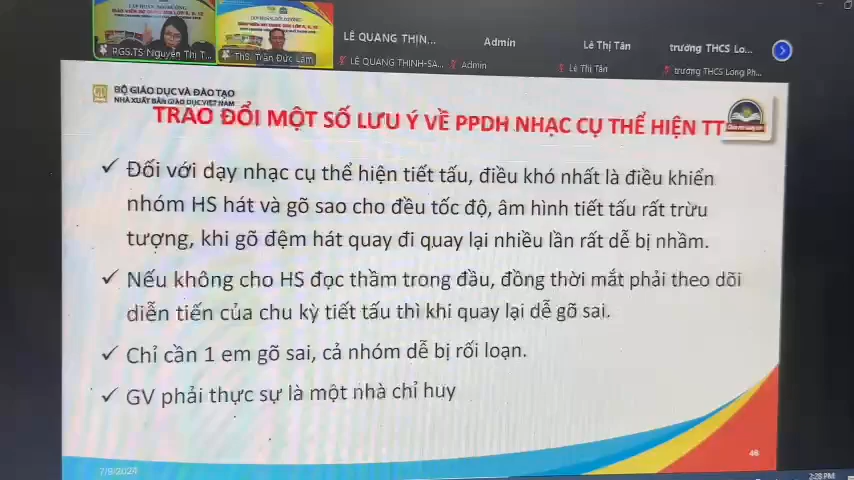 PGS.TS Nguyễn Thị T...
ThS. Trần Đức Lâm
LÊ QUANG THỊN...
LÊ QUANG THỊNH-SA...
Admin
Admin
Lê Thị Tân
Lê Thị Tân
trương THCS Lo...
trương THCS Long Ph...
BỘ GIÁO DỤC VÀ ĐÀO TẠO
NHÀ XUẤT BẢN GIÁO DỤC VIỆT NAM
TRAO ĐỔI MỘT SỐ LƯU Ý VỀ PPDH NHẠC CỤ THỂ HIỆN TT
✓ Đối với dạy nhạc cụ thể hiện tiết tấu, điều khó nhất là điều khiển
nhóm HS hát và gõ sao cho đều tốc độ, âm hình tiết tấu rất trừu
tượng, khi gõ đệm hát quay đi quay lại nhiều lần rất dễ bị nhầm.
✓ Nếu không cho HS đọc thầm trong đầu, đồng thời mắt phải theo dõi
diễn tiến của chu kỳ tiết tấu thì khi quay lại dễ gõ sai.
✓ Chỉ cần 1 em gõ sai, cả nhóm dễ bị rối loạn.
✓ GV phải thực sự là một nhà chỉ huy
7/9/2024
46
2:28 PM